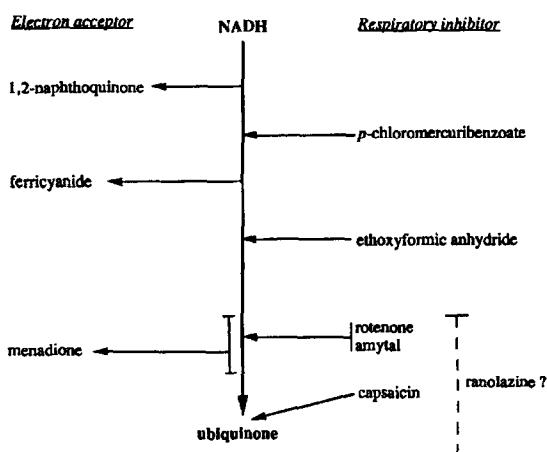 Electron acceptor NADH Respiratory inhibitor
1,2-naphthoquinone
p-chloromercuribenzoate
ferricyanide
ethoxyformic anhydride
rotenone
amytal
menadione
ranolazine ?
capsaicin
ubiquinone